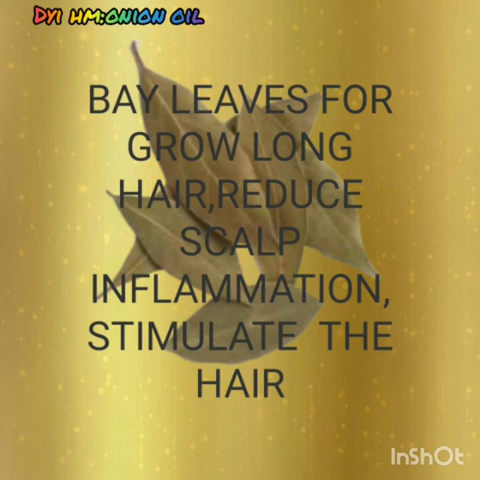 Dyi hm:onion oil
BAY LEAVES FOR
GROW LONG
HAIR,REDUCE
SCALP
INFLAMMATION,
STIMULATE THE
HAIR
InShOt